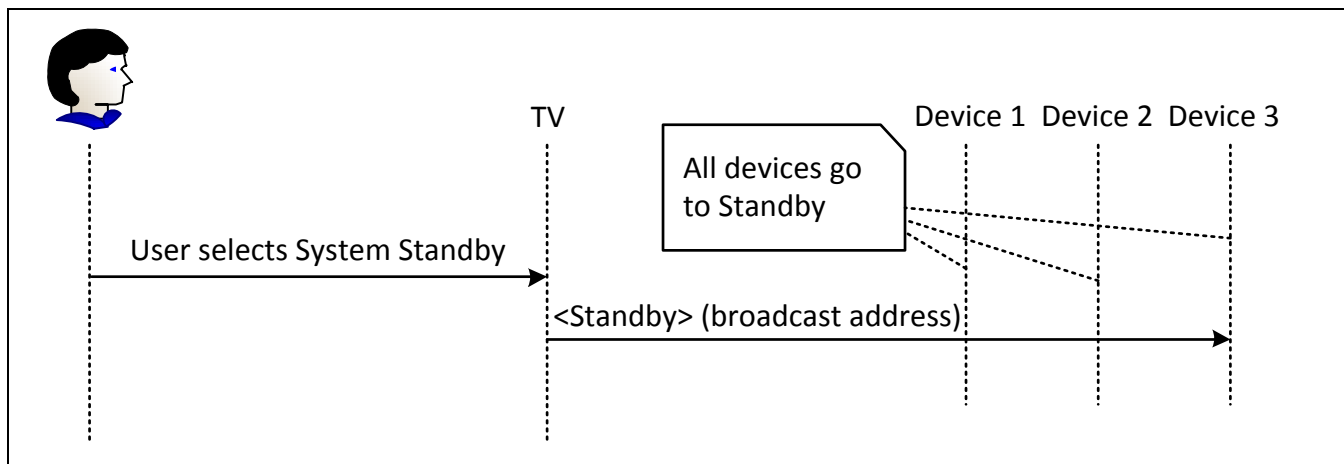 TV
Device 1 Device 2 Device 3
All devices go
to Standby
User selects System Standby
<Standby> (broadcast address)